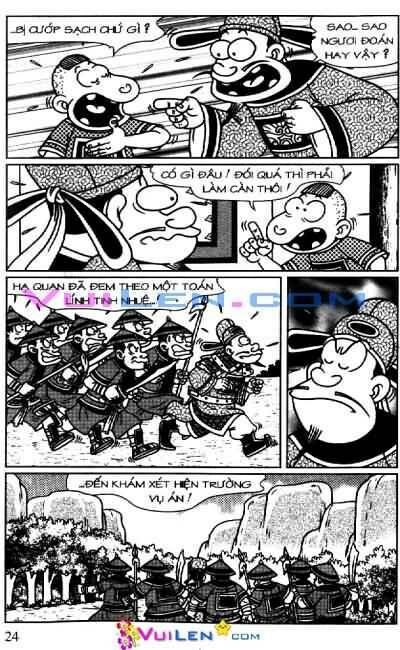 ...BỊ CƯỚP SẠCH CHỨ GÌ ?
SAO... SAO
NGƯƠI ĐOÁN
HAY VẬY ?
CÓ GÌ ĐÂU ! ĐÓI QUÁ THÌ PHẢI
LÀM CÀN THÔI !
HẠ QUAN ĐÃ ĐEM THEO MỘT TOÁN
LÍNH TINH NHUỆ...!
VUILEN.COM
...ĐẾN KHÁM XÉT HIỆN TRƯỜNG
VỤ ÁN !
24
VUILEN.COM